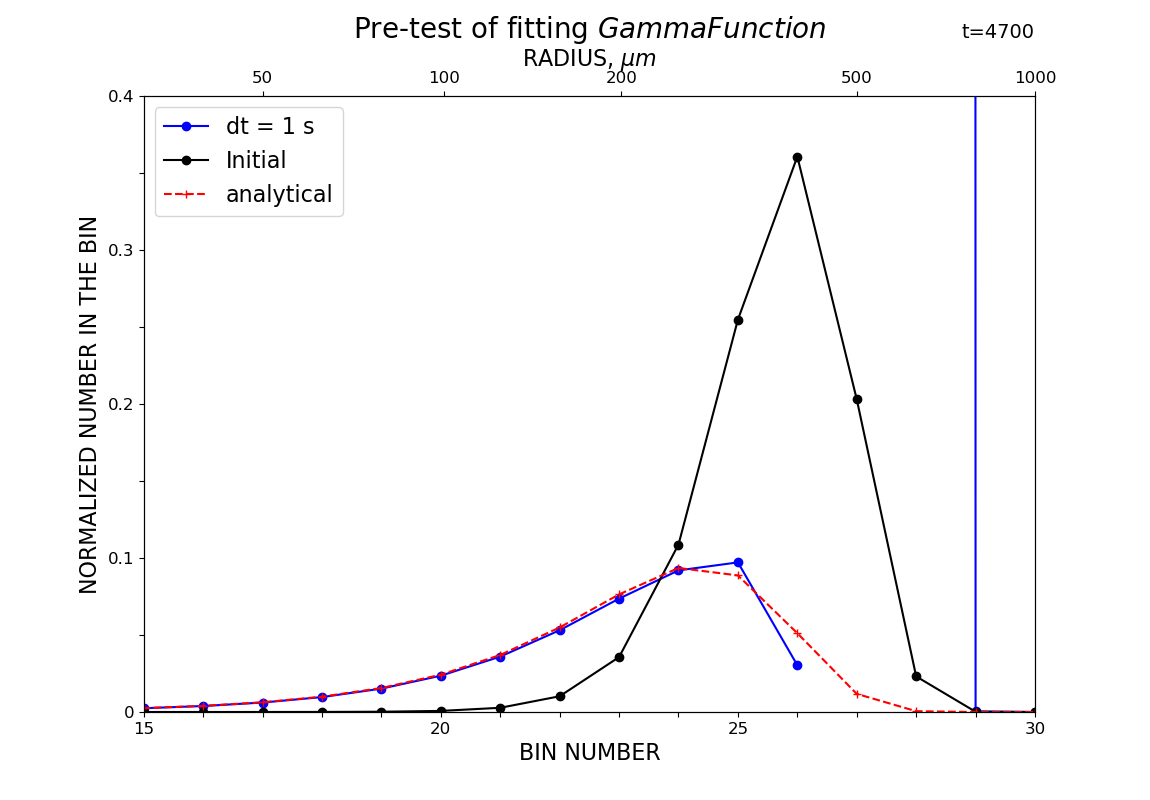 Pre-test of fitting GammaFunction
t=4700
RADIUS, μm
50 100 200 500 1000
0.4
0.3
0.2
0.1
0
NORMALIZED NUMBER IN THE BIN
dt = 1 s
Initial
analytical
15 20 25 30
BIN NUMBER